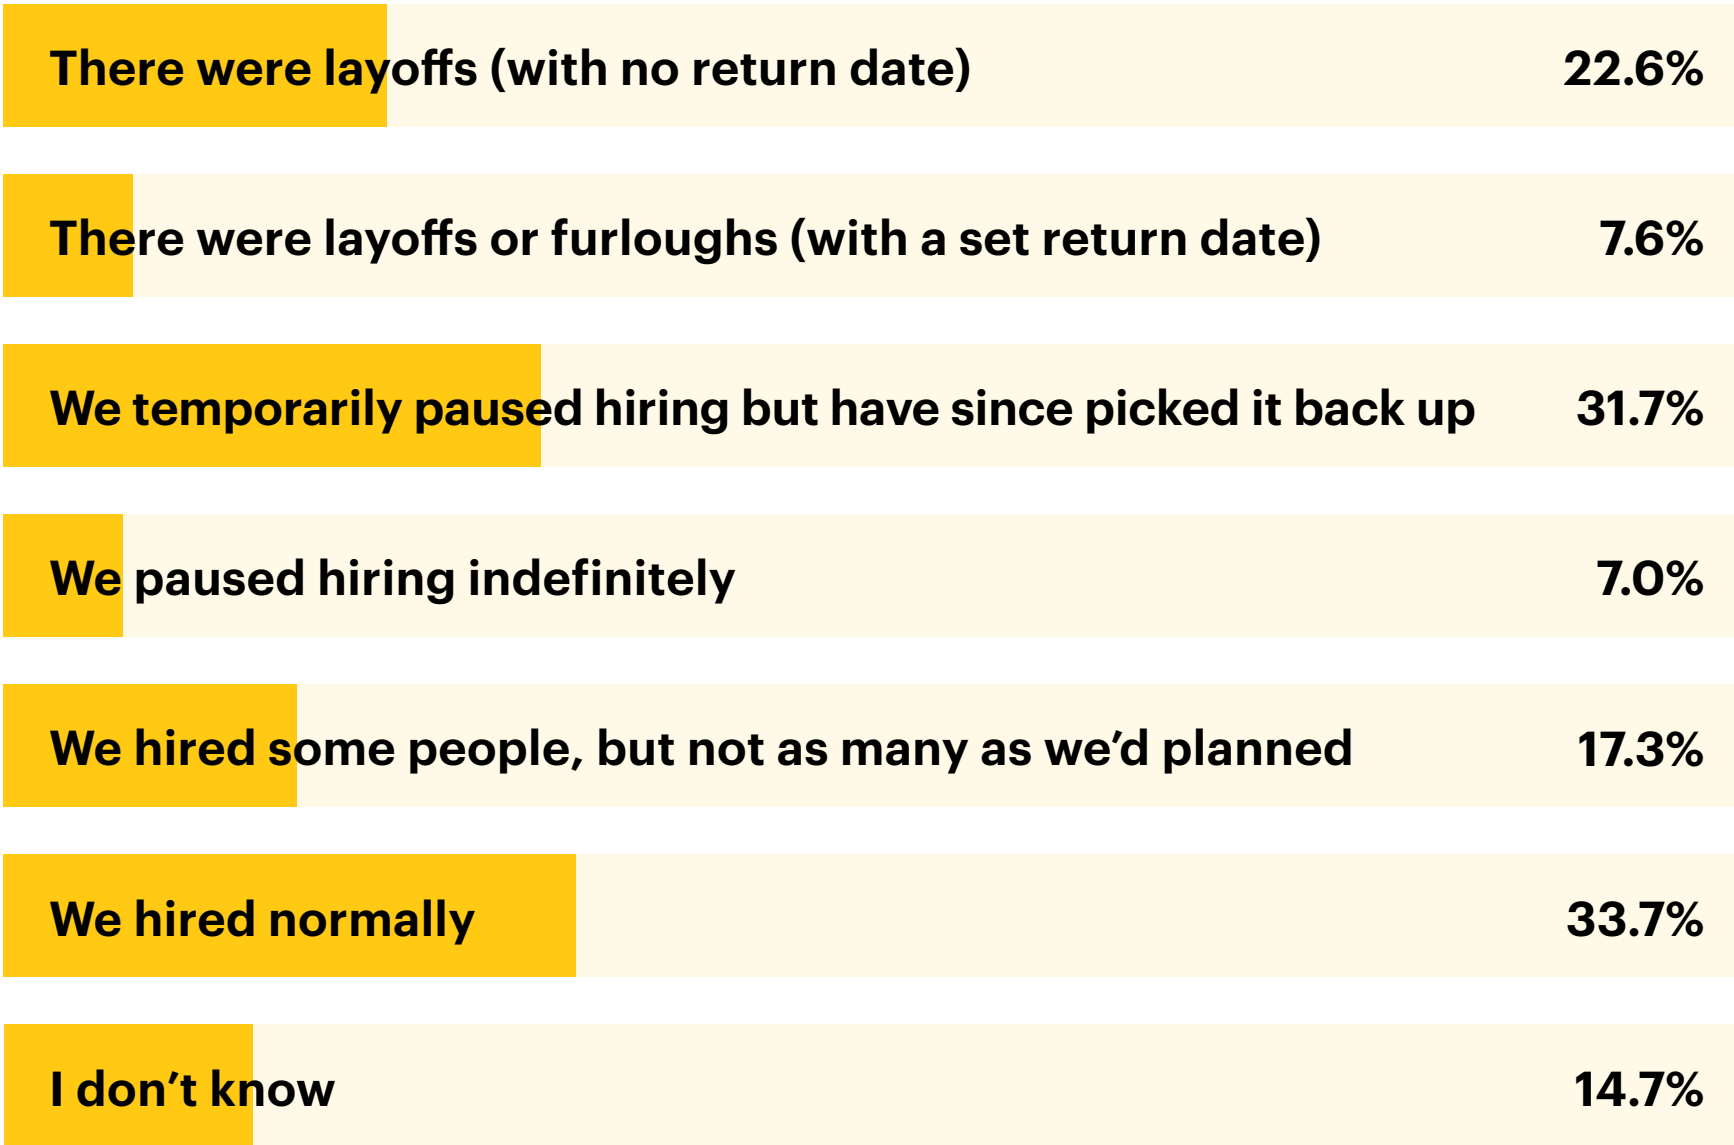 There were layoffs (with no return date) 22.6%
There were layoffs or furloughs (with a set return date) 7.6%
We temporarily paused hiring but have since picked it back up 31.7%
We paused hiring indefinitely 7.0%
We hired some people, but not as many as we’d planned 17.3%
We hired normally 33.7%
I don’t know 14.7%